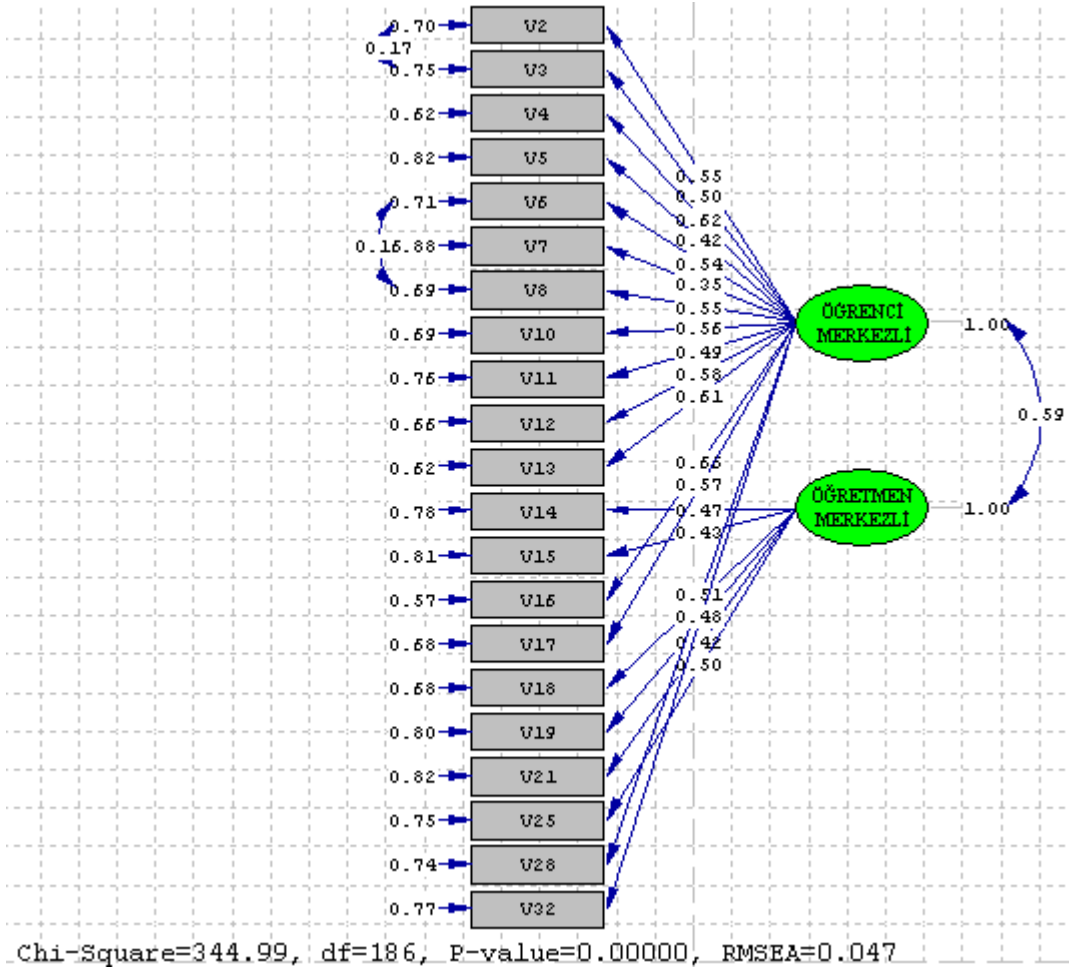 0.70 V2
0.17
0.75 V3
0.62 V4
0.82 V5
0.71 V6
0.16.88 V7
0.69 V8
0.69 V10
0.76 V11
0.66 V12
0.62 V13
0.78 V14
0.81 V15
0.57 V16
0.68 V17
0.68 V18
0.80 V19
0.82 V21
0.75 V25
0.74 V28
0.77 V32
0.55
0.50
0.62
0.42
0.54
0.35
0.55
0.56
0.49
0.58
0.61
0.66
0.57
0.47
0.43
0.51
0.48
0.42
0.50
ÖĞRENCİ
MERKEZLİ
1.00
0.59
ÖĞRETMEN
MERKEZLİ
1.00
Chi-Square=344.99, df=186, P-value=0.00000, RMSEA=0.047